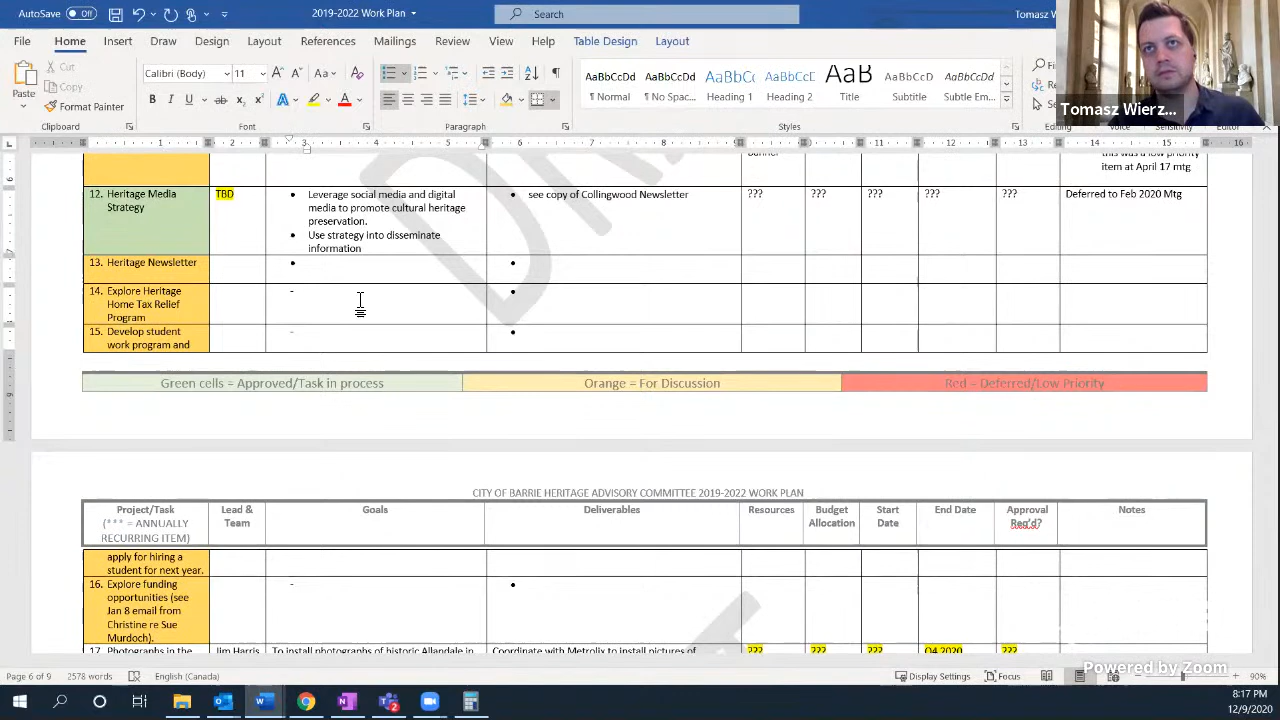 AutoSave Off 2019-2022 Work Plan Search Tomasz
File Home Insert Draw Design Layout References Mailings Review View Help Table Design Layout
Paste Cut Copy Format Painter
Calibri (Body) 11
AaBbCcDd AaBbCcDd AaBbC( AaBbCcE AaB AaBbCcD AaBbCcDd
¶ Normal ¶ No Spac... Heading 1 Heading 2 Title Subtitle Subtle Em...
Tomasz Wierz...
Clipboard Font Paragraph Styles Editing Voice Sensitivity Editor
this was a low priority
item at April 17 mtg
12. Heritage Media
Strategy
TBD
• Leverage social media and digital
media to promote cultural heritage
preservation.
• Use strategy into disseminate
information
• see copy of Collingwood Newsletter
??? ??? ??? ??? ???
Deferred to Feb 2020 Mtg
13. Heritage Newsletter
14. Explore Heritage
Home Tax Relief
Program
15. Develop student
work program and
Green cells = Approved/Task in process Orange = For Discussion Red = Deferred/Low Priority
CITY OF BARRIE HERITAGE ADVISORY COMMITTEE 2019-2022 WORK PLAN
Project/Task
(*** = ANNUALLY
RECURRING ITEM)
Lead &
Team
Goals
Deliverables
Resources
Budget
Allocation
Start
Date
End Date
Approval
Req'd?
Notes
apply for hiring a
student for next year.
16. Explore funding
opportunities (see
Jan 8 email from
Christine re Sue
Murdoch).
17. Photographs in the Jim Harris To install photographs of historic Allandale in Coordinate with Metrolix to install pictures of ??? ??? ??? Q4 2020 ???
Powered by Zoom
Page 6 of 9 2578 words English (Canada) Display Settings Focus 90%
8:17 PM
12/9/2020